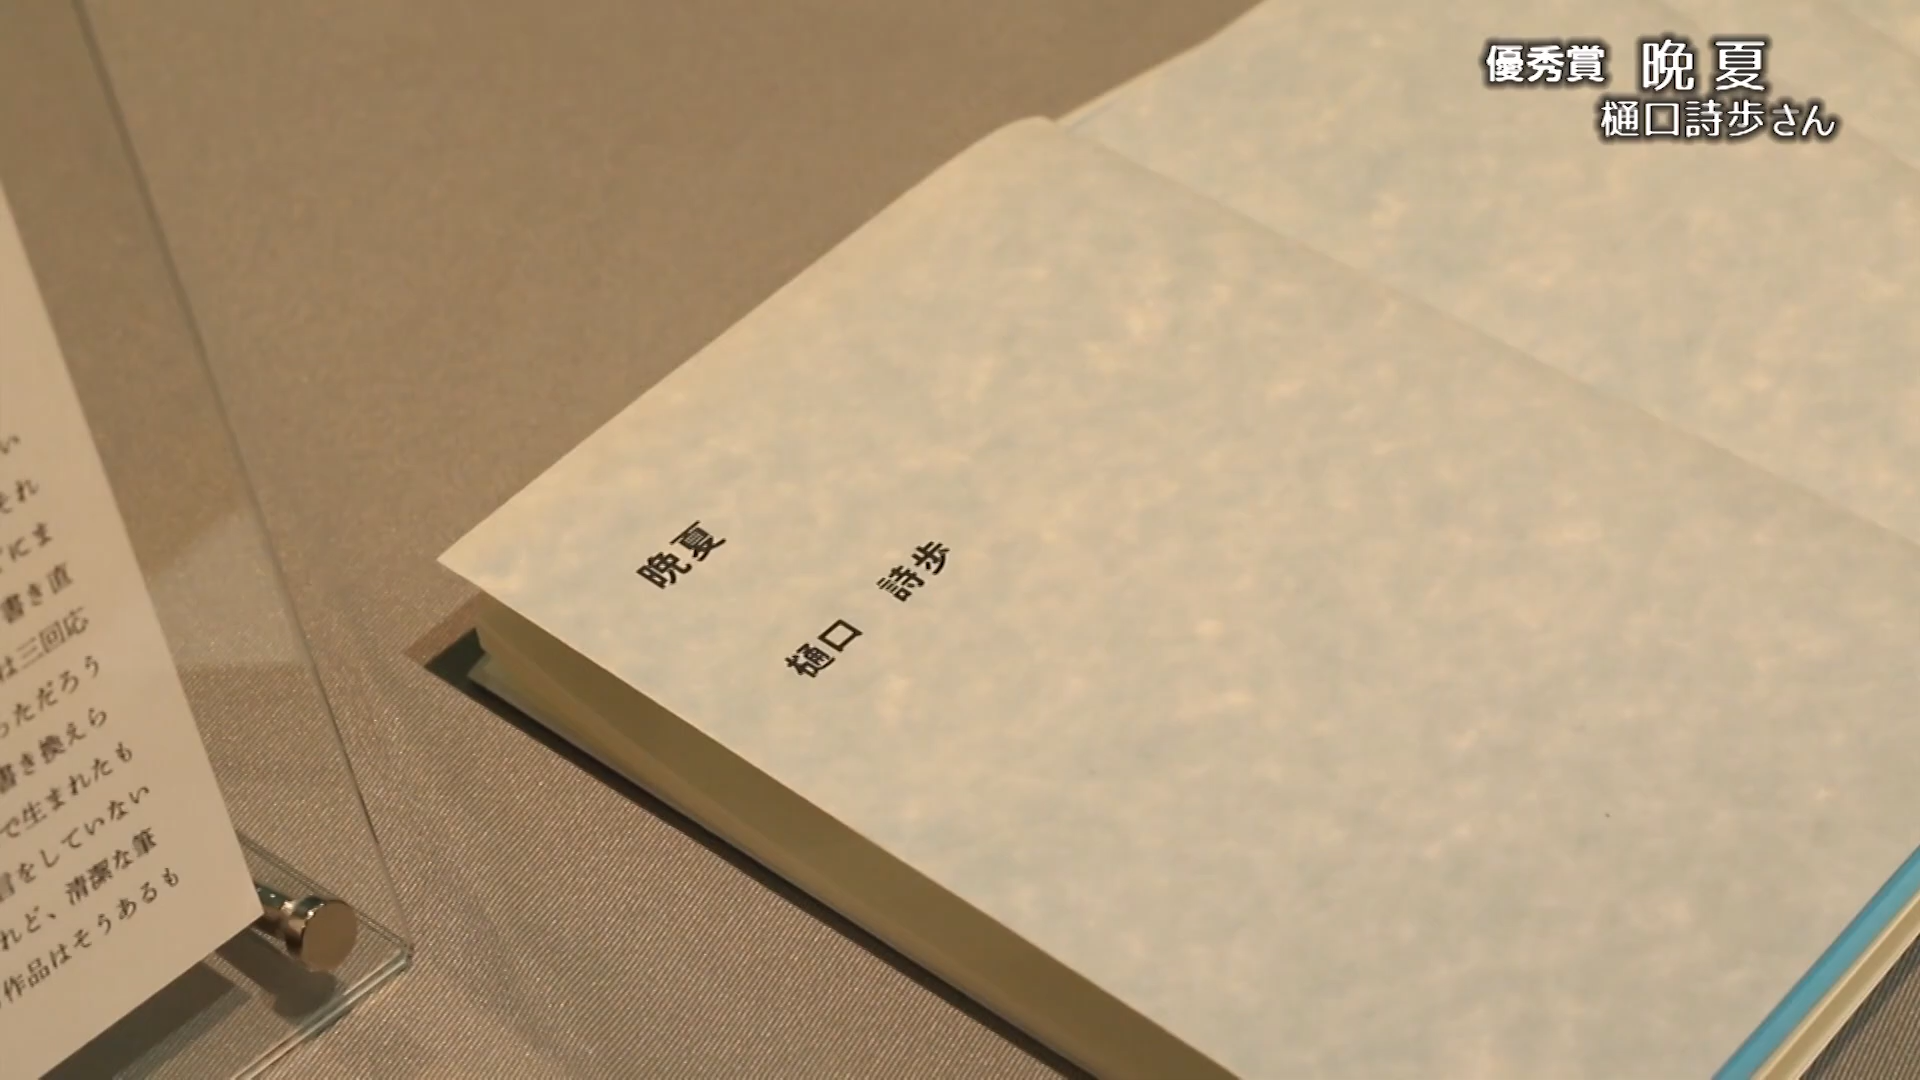 優秀賞 晩夏
樋口詩歩さん
晩夏
樋口 詩歩
い
それ
にま
書き直
は三回応
っただろう
書き換えら
で生まれたも
言をしていない
れど、清潔な筆
作品はそうあるも